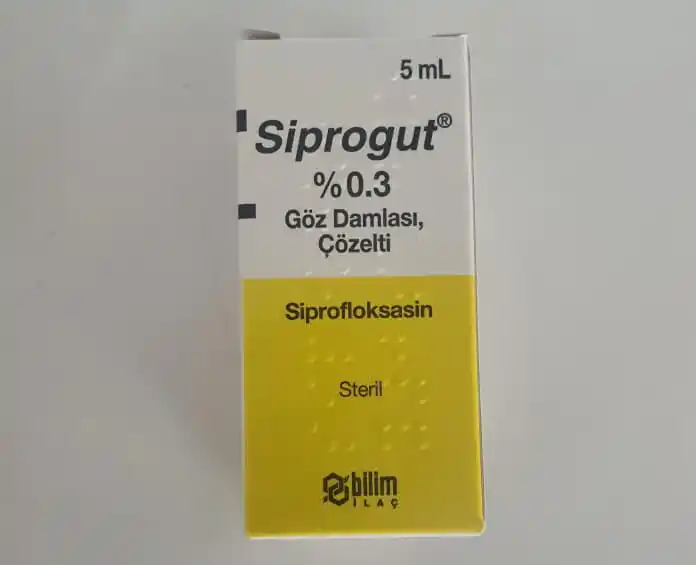 5 mL
Siprogut®
%0.3
Göz Damlası,
Çözelti
Siprofloksasin
Steril
bilim
İLAÇ